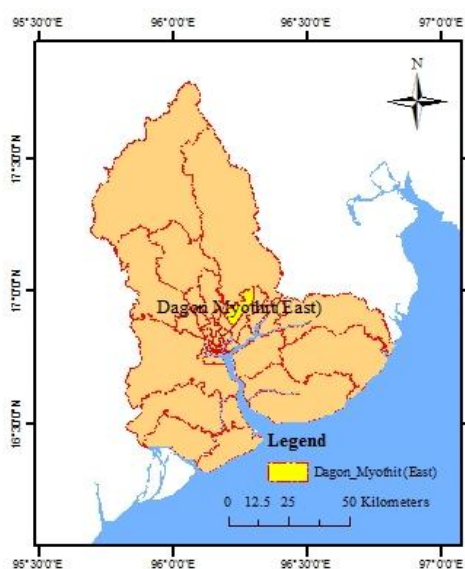 95°30'0"E 96°0'0"E 96°30'0"E 97°0'0"E
N
17°30'0"N
17°0'0"N
Dagon Myothit (East)
16°30'0"N
Legend
Dagon_Myothit (East)
0 12.5 25 50 Kilometers
95°30'0"E 96°0'0"E 96°30'0"E 97°0'0"E